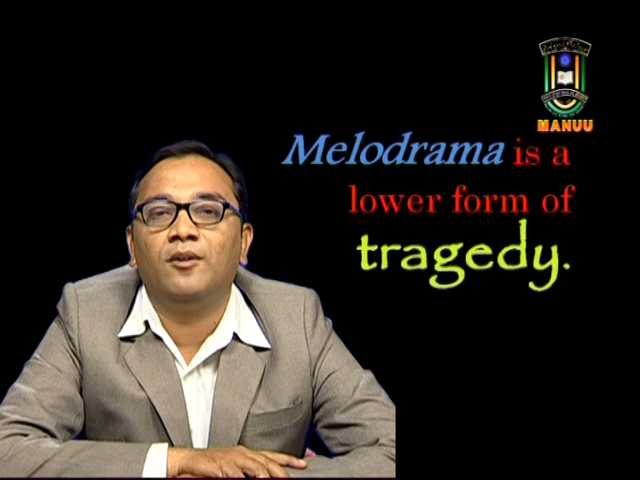 MANUU
Melodrama is a
lower form of
tragedy.